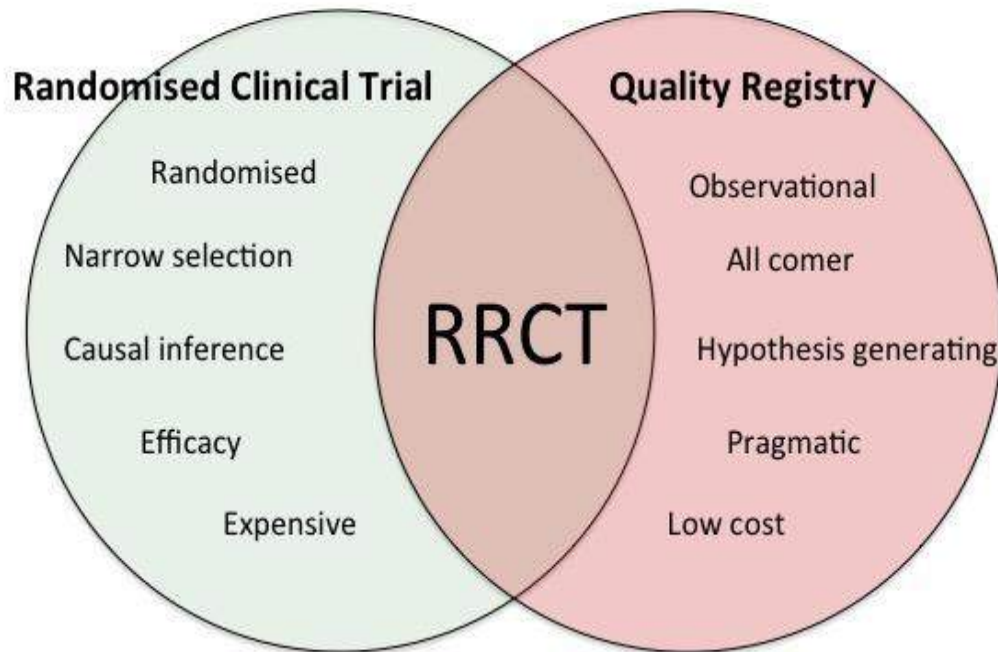 Randomised Clinical Trial
Randomised
Narrow selection
Causal inference
Efficacy
Expensive
RRCT
Quality Registry
Observational
All comer
Hypothesis generating
Pragmatic
Low cost